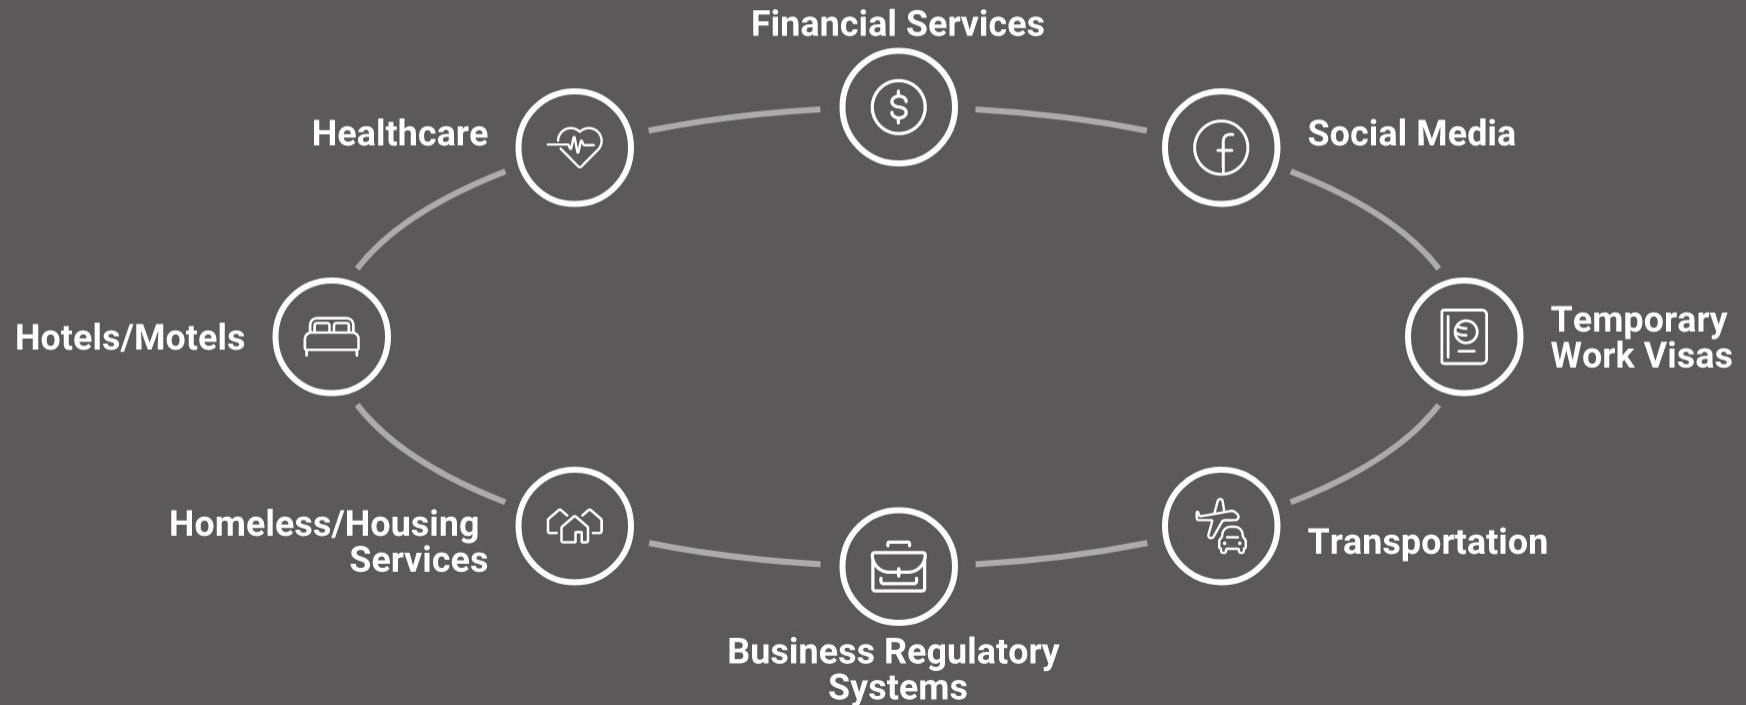 Financial Services
Healthcare
Social Media
Hotels/Motels
Temporary
Work Visas
Homeless/Housing
Services
Transportation
Business Regulatory
Systems